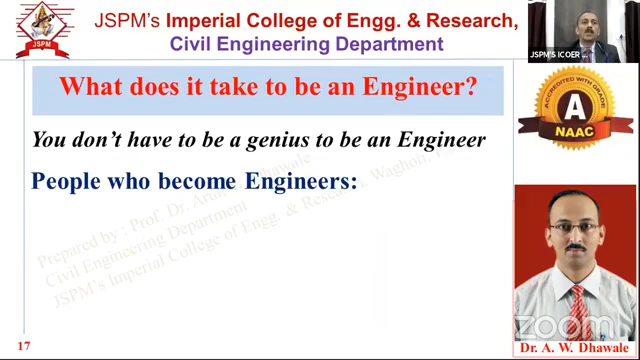 JSPM's Imperial College of Engg. & Research,
Civil Engineering Department
JSPM
JSPM'S ICOER
What does it take to be an Engineer?
You don't have to be a genius to be an Engineer
People who become Engineers:
Prepared by : Prof. Dr. Dhawale
Civil Engineering Department
JSPM's Imperial College of Engg. & Research, Wagholi,
ACCREDITED WITH GRADE
A
NAAC
zoom
17
Dr. A. W. Dhawale